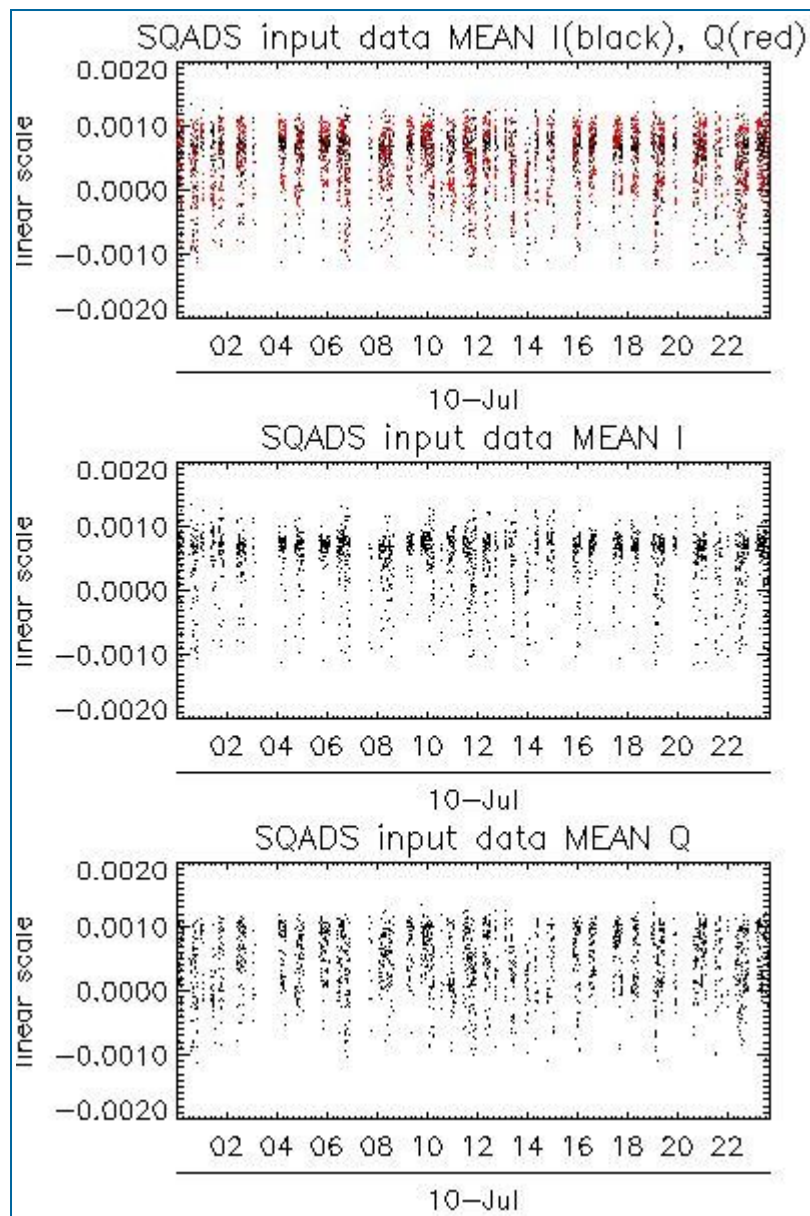 SQADS input data MEAN I(black), Q(red)
0.0020
0.0010
0.0000
-0.0010
-0.0020
linear scale
02 04 06 08 10 12 14 16 18 20 22
10-Jul
SQADS input data MEAN I
0.0020
0.0010
0.0000
-0.0010
-0.0020
linear scale
02 04 06 08 10 12 14 16 18 20 22
10-Jul
SQADS input data MEAN Q
0.0020
0.0010
0.0000
-0.0010
-0.0020
linear scale
02 04 06 08 10 12 14 16 18 20 22
10-Jul